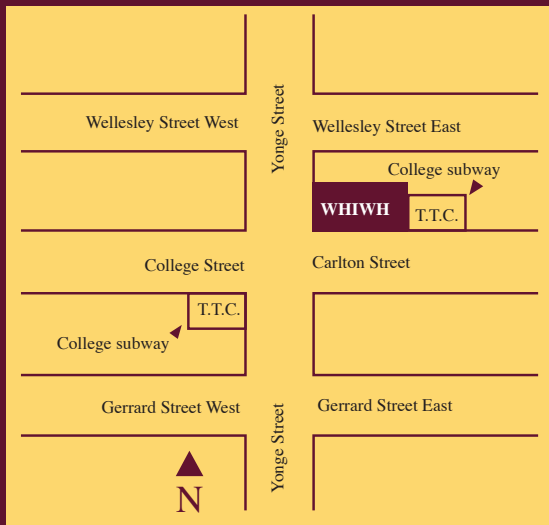 Yonge Street
Wellesley Street West
Wellesley Street East
College subway
WHIWH
T.T.C.
College Street
Carlton Street
T.T.C.
College subway
Gerrard Street West
Gerrard Street East
Yonge Street
N